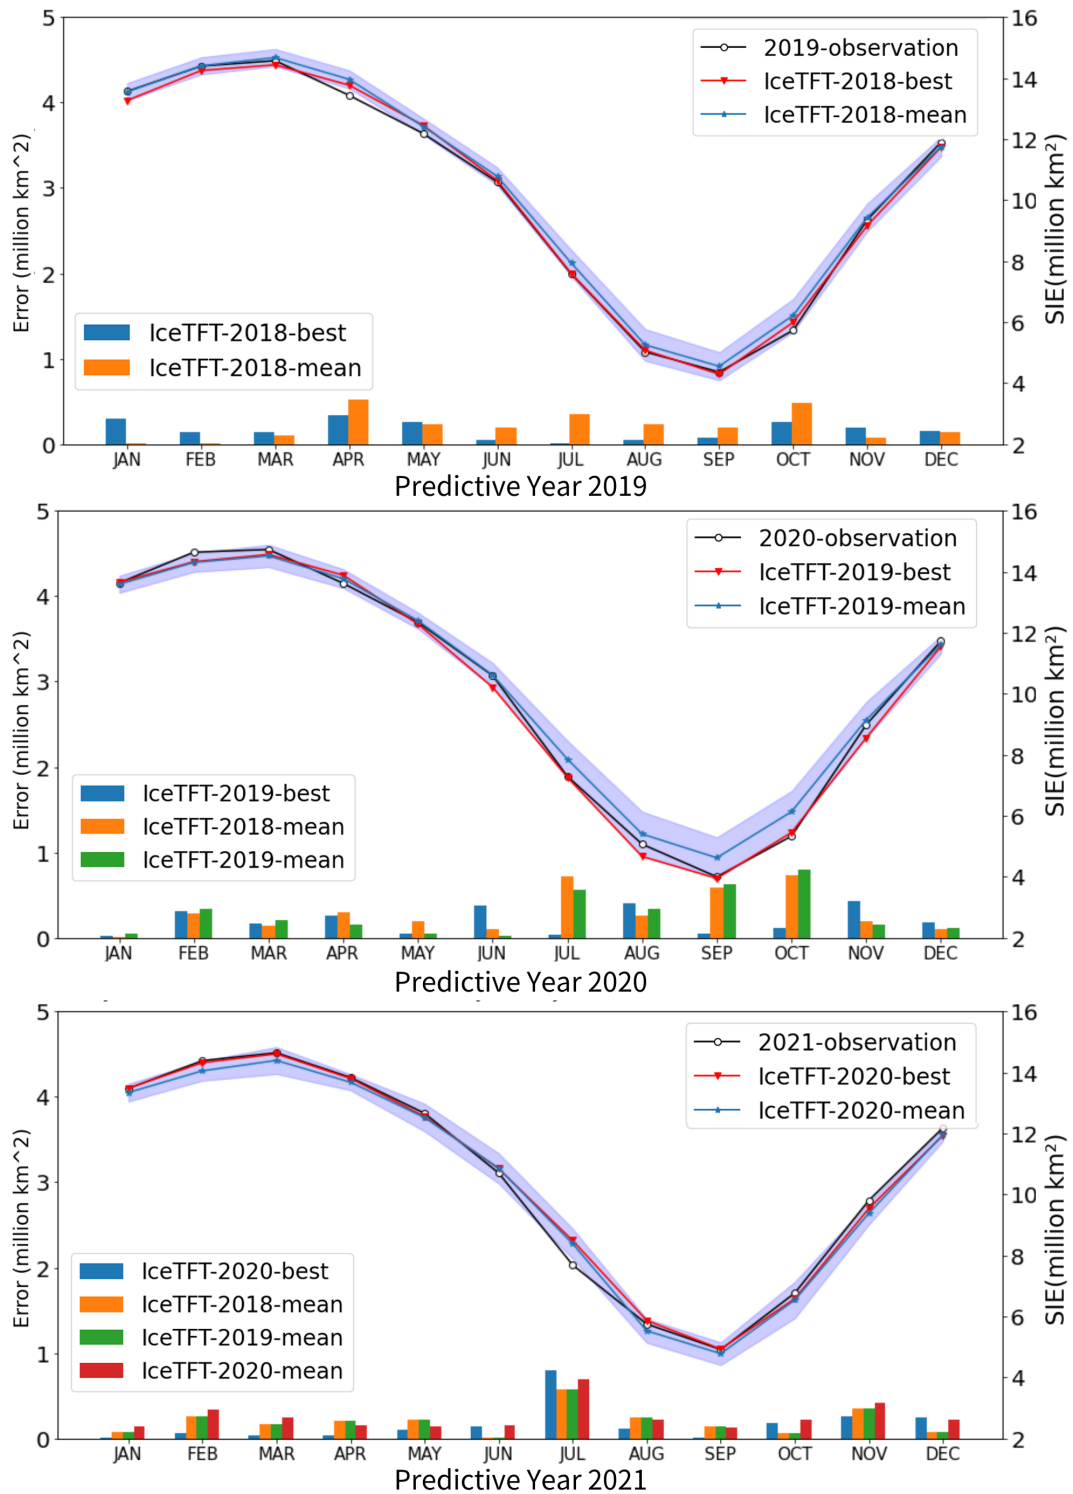 5
4
3
2
1
0
Error (million km^2)
16
14
12
10
8
6
4
2
SIE(million km²)
2019-observation
IceTFT-2018-best
IceTFT-2018-mean
IceTFT-2018-best
IceTFT-2018-mean
JAN FEB MAR APR MAY JUN JUL AUG SEP OCT NOV DEC
Predictive Year 2019
5
4
3
2
1
0
Error (million km^2)
16
14
12
10
8
6
4
2
SIE(million km²)
2020-observation
IceTFT-2019-best
IceTFT-2019-mean
IceTFT-2019-best
IceTFT-2018-mean
IceTFT-2019-mean
JAN FEB MAR APR MAY JUN JUL AUG SEP OCT NOV DEC
Predictive Year 2020
5
4
3
2
1
0
Error (million km^2)
16
14
12
10
8
6
4
2
SIE(million km²)
2021-observation
IceTFT-2020-best
IceTFT-2020-mean
IceTFT-2020-best
IceTFT-2018-mean
IceTFT-2019-mean
IceTFT-2020-mean
JAN FEB MAR APR MAY JUN JUL AUG SEP OCT NOV DEC
Predictive Year 2021